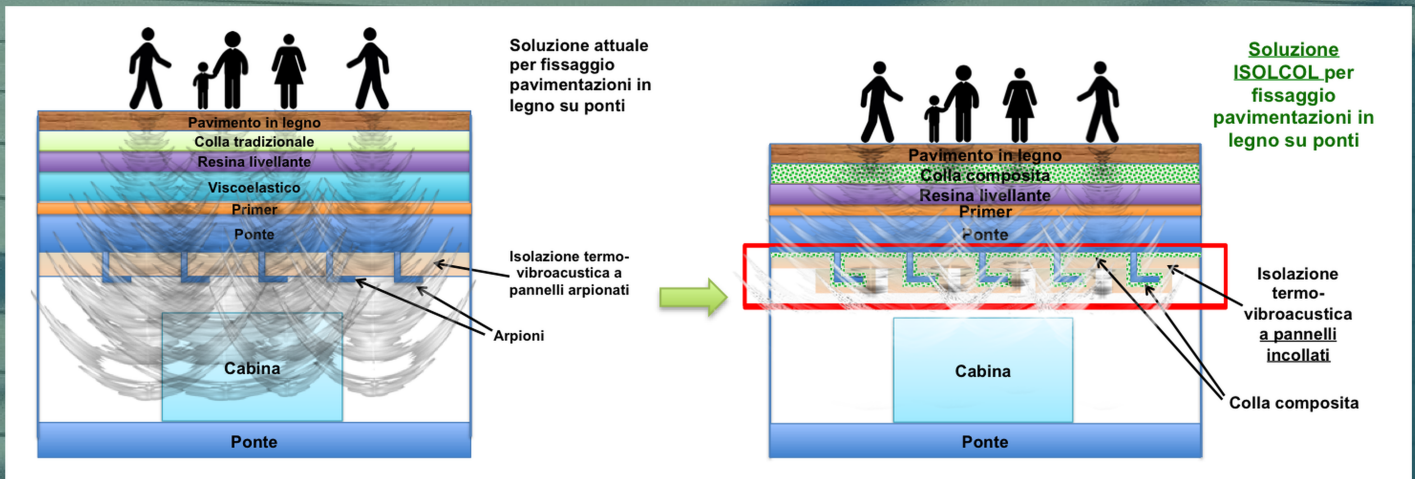 Soluzione attuale
per fissaggio
pavimentazioni in
legno su ponti
Pavimento in legno
Colla tradizionale
Resina livellante
Viscoelastico
Primer
Ponte
Isolazione termo-
vibroacustica a
pannelli arpionati
Arpioni
Cabina
Ponte
Soluzione
ISOLCOL per
fissaggio
pavimentazioni in
legno su ponti
Pavimento in legno
Colla composita
Resina livellante
Primer
Ponte
Isolazione
termo-
vibroacustica
a pannelli
incollati
Colla composita
Cabina
Ponte